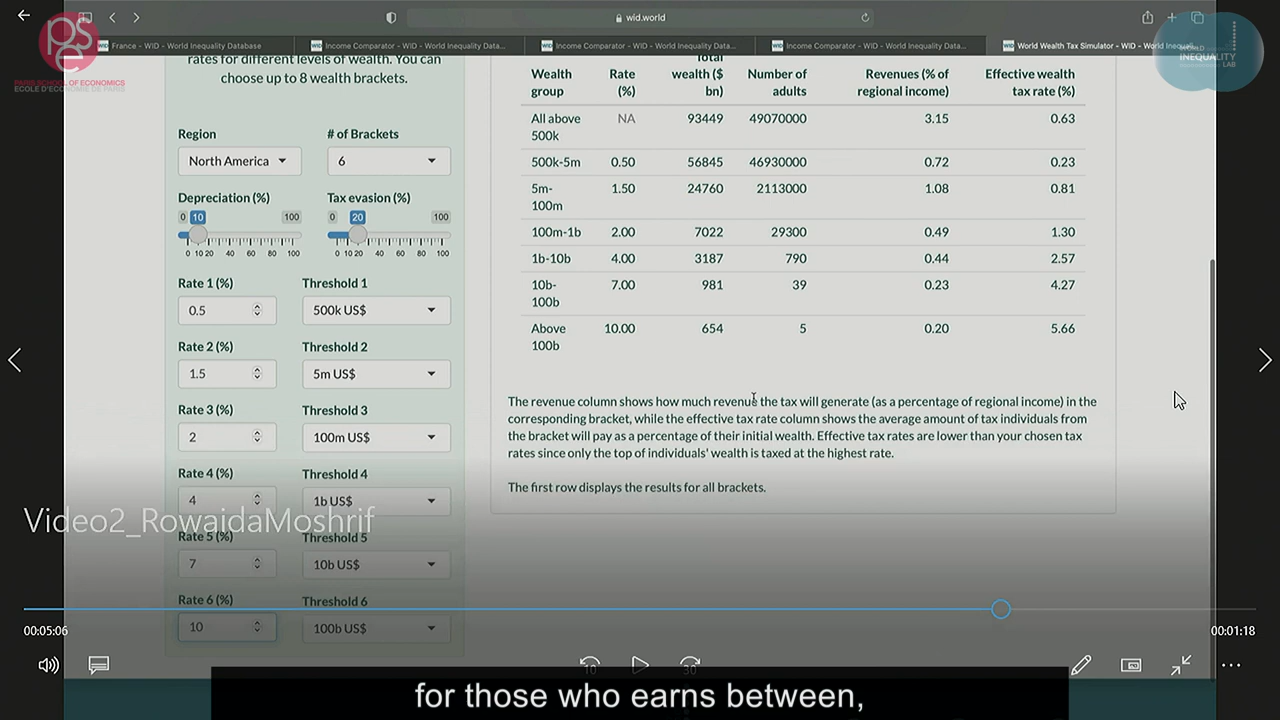 wid.world
France - WID - World Inequality Database
Income Comparator - WID - World Inequality Data...
Income Comparator - WID - World Inequality Data...
Income Comparator - WID - World Inequality Data...
World Wealth Tax Simulator - WID - World
PARIS SCHOOL OF ECONOMICS
ECOLE D'ECONOMIE DE PARIS
WORLD
INEQUALITY
LAB
rates for different levels of wealth. You can
choose up to 8 wealth brackets.
Region
# of Brackets
North America
6
Depreciation (%)
Tax evasion (%)
0 10 100
0 20 100
0 10 20 40 60 80 100
0 10 20 40 60 80 100
Rate 1 (%)
Threshold 1
0.5
500k US$
Rate 2 (%)
Threshold 2
1.5
5m US$
Rate 3 (%)
Threshold 3
2
100m US$
Rate 4 (%)
Threshold 4
4
1b US$
Rate 5 (%)
Threshold 5
7
10b US$
Rate 6 (%)
Threshold 6
10
100b US$
Wealth group Rate (%) Total wealth ($ bn) Number of adults Revenues (% of regional income) Effective wealth tax rate (%)
All above 500k NA 93449 49070000 3.15 0.63
500k-5m 0.50 56845 46930000 0.72 0.23
5m-100m 1.50 24760 2113000 1.08 0.81
100m-1b 2.00 7022 29300 0.49 1.30
1b-10b 4.00 3187 790 0.44 2.57
10b-100b 7.00 981 39 0.23 4.27
Above 100b 10.00 654 5 0.20 5.66
The revenue column shows how much revenue the tax will generate (as a percentage of regional income) in the
corresponding bracket, while the effective tax rate column shows the average amount of tax individuals from
the bracket will pay as a percentage of their initial wealth. Effective tax rates are lower than your chosen tax
rates since only the top of individuals' wealth is taxed at the highest rate.
The first row displays the results for all brackets.
Video2_RowaidaMoshrif
00:05:06
00:01:18
10
30
for those who earns between,